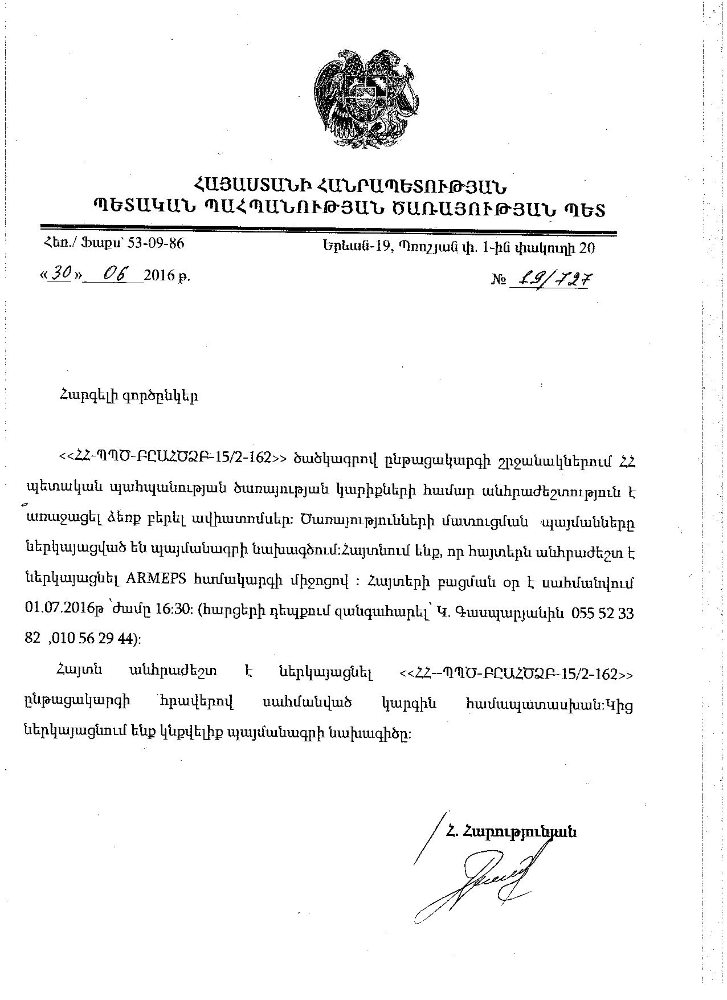 ՀԱՅԱՍՏԱՆԻ ՀԱՆՐԱՊԵՏՈՒԹՅԱՆ
ՊԵՏԱԿԱՆ ՊԱՀՊԱՆՈՒԹՅԱՆ ԾԱՌԱՅՈՒԹՅԱՆ ՊԵՏ
Հեռ./ Ֆաքս՝ 53-09-86
Երևան-19, Պռոշյան փ. 1-ին փակուղի 20
«30» 06 2016 թ.
№ 19/727
Հարգելի գործընկեր
<<ՀՀ-ՊՊԾ-ԲԸԱՀԾՁԲ-15/2-162>> ծածկագրով ընթացակարգի շրջանակներում ՀՀ
պետական պահպանության ծառայության կարիքների համար անհրաժեշտություն է
առաջացել ձեռք բերել ավիատոմսեր: Ծառայությունների մատուցման պայմանները
ներկայացված են պայմանագրի նախագծում:Հայտնում ենք, որ հայտերն անհրաժեշտ է
ներկայացնել ARMEPS համակարգի միջոցով : Հայտերի բացման օր է սահմանվում
01.07.2016թ ՝ժամը 16:30: (հարցերի դեպքում զանգահարել՝ Կ. Գասպարյանին 055 52 33
82 ,010 56 29 44):
Հայտն անհրաժեշտ է ներկայացնել <<ՀՀ--ՊՊԾ-ԲԸԱՀԾՁԲ-15/2-162>>
ընթացակարգի հրավերով սահմանված կարգին համապատասխան:Կից
ներկայացնում ենք կնքվելիք պայմանագրի նախագիծը:
Հ. Հարությունյան